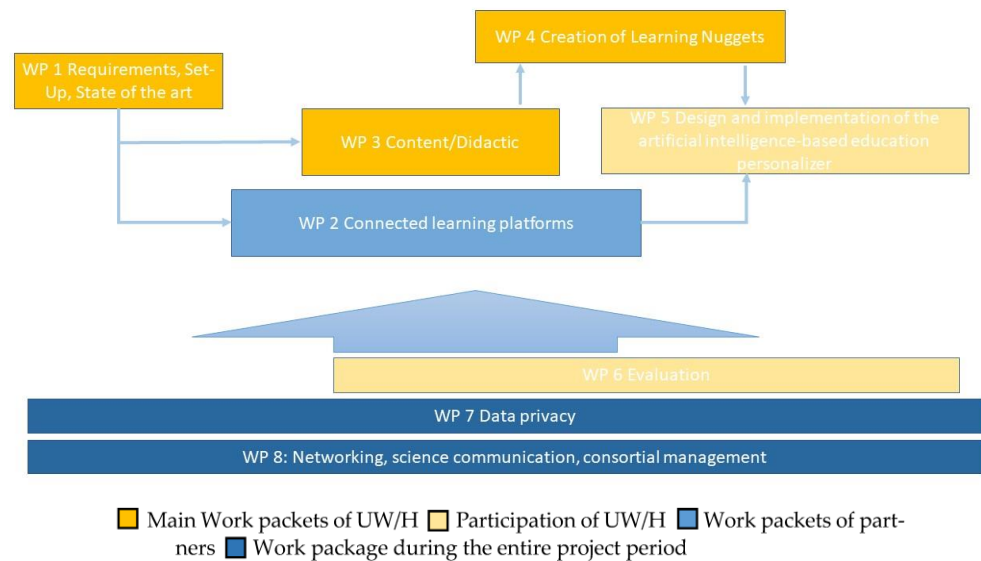 WP 4 Creation of Learning Nuggets
WP 1 Requirements, Set-
Up, State of the art
WP 5 Design and implementation of the
artificial intelligence-based education
personalizer
WP 3 Content/Didactic
WP 2 Connected learning platforms
WP 6 Evaluation
WP 7 Data privacy
WP 8: Networking, science communication, consortial management
Main Work packets of UW/H Participation of UW/H Work packets of part-
ners Work package during the entire project period